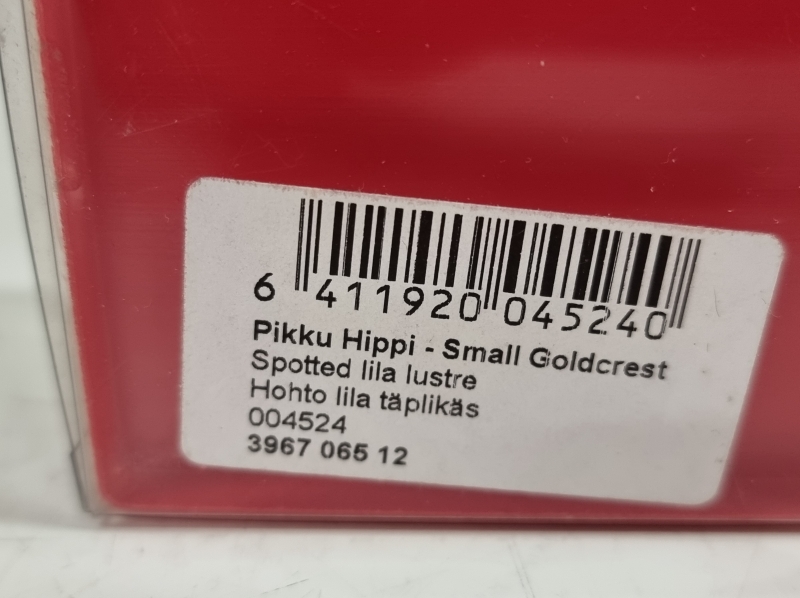 6 411920 045240
Pikku Hippi - Small Goldcrest
Spotted lila lustre
Hohto lila täplikäs
004524
3967 065 12